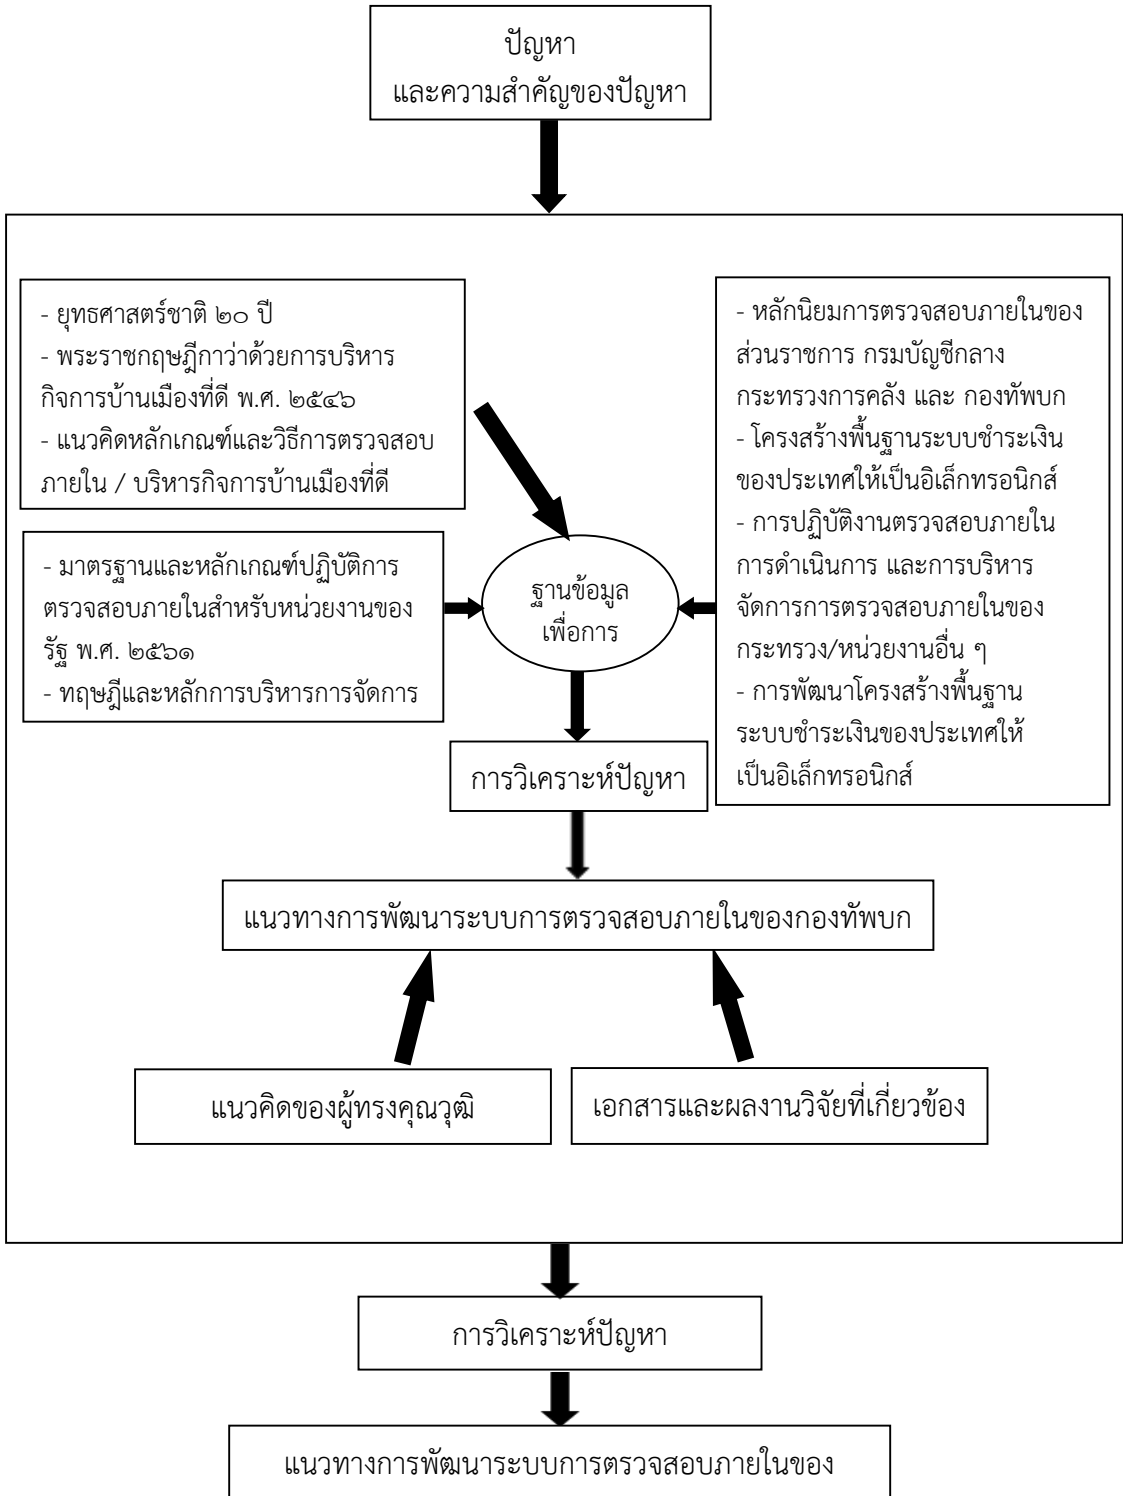 ปัญหา
และความสำคัญของปัญหา
- ยุทธศาสตร์ชาติ ๒๐ ปี
- พระราชกฤษฎีกาว่าด้วยการบริหาร
กิจการบ้านเมืองที่ดี พ.ศ. ๒๕๔๖
- แนวคิดหลักเกณฑ์และวิธีการตรวจสอบ
ภายใน / บริหารกิจการบ้านเมืองที่ดี
- มาตรฐานและหลักเกณฑ์ปฏิบัติการ
ตรวจสอบภายในสำหรับหน่วยงานของ
รัฐ พ.ศ. ๒๕๖๑
- ทฤษฎีและหลักการบริหารการจัดการ
ฐานข้อมูล
เพื่อการ
- หลักนิยมการตรวจสอบภายในของ
ส่วนราชการ กรมบัญชีกลาง
กระทรวงการคลัง และ กองทัพบก
- โครงสร้างพื้นฐานระบบชำระเงิน
ของประเทศให้เป็นอิเล็กทรอนิกส์
- การปฏิบัติงานตรวจสอบภายใน
การดำเนินการ และการบริหาร
จัดการการตรวจสอบภายในของ
กระทรวง/หน่วยงานอื่น ๆ
- การพัฒนาโครงสร้างพื้นฐาน
ระบบชำระเงินของประเทศให้
เป็นอิเล็กทรอนิกส์
การวิเคราะห์ปัญหา
แนวทางการพัฒนาระบบการตรวจสอบภายในของกองทัพบก
แนวคิดของผู้ทรงคุณวุฒิ
เอกสารและผลงานวิจัยที่เกี่ยวข้อง
การวิเคราะห์ปัญหา
แนวทางการพัฒนาระบบการตรวจสอบภายในของ